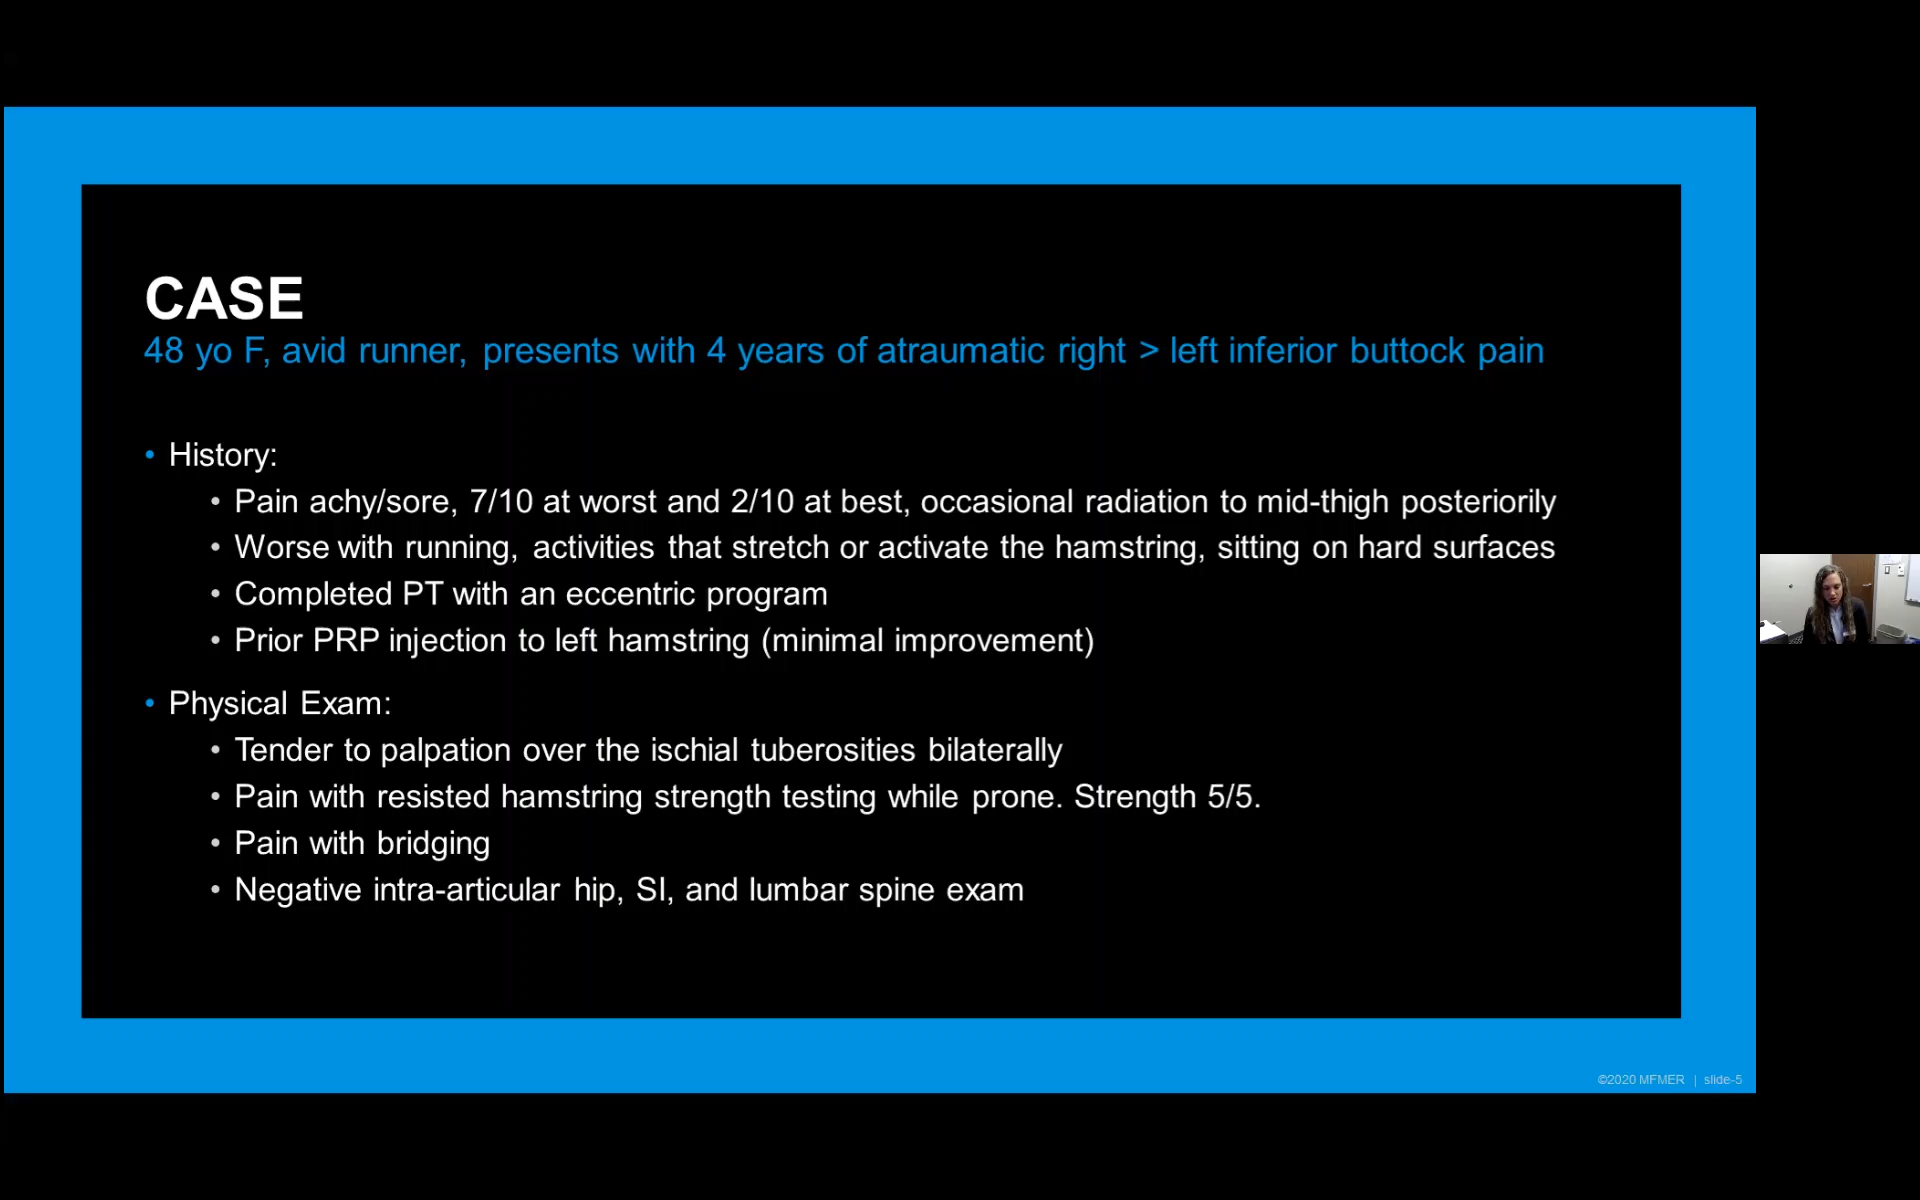 CASE
48 yo F, avid runner, presents with 4 years of atraumatic right > left inferior buttock pain
• History:
• Pain achy/sore, 7/10 at worst and 2/10 at best, occasional radiation to mid-thigh posteriorily
• Worse with running, activities that stretch or activate the hamstring, sitting on hard surfaces
• Completed PT with an eccentric program
• Prior PRP injection to left hamstring (minimal improvement)
• Physical Exam:
• Tender to palpation over the ischial tuberosities bilaterally
• Pain with resisted hamstring strength testing while prone. Strength 5/5.
• Pain with bridging
• Negative intra-articular hip, SI, and lumbar spine exam
©2020 MFMER | slide-5